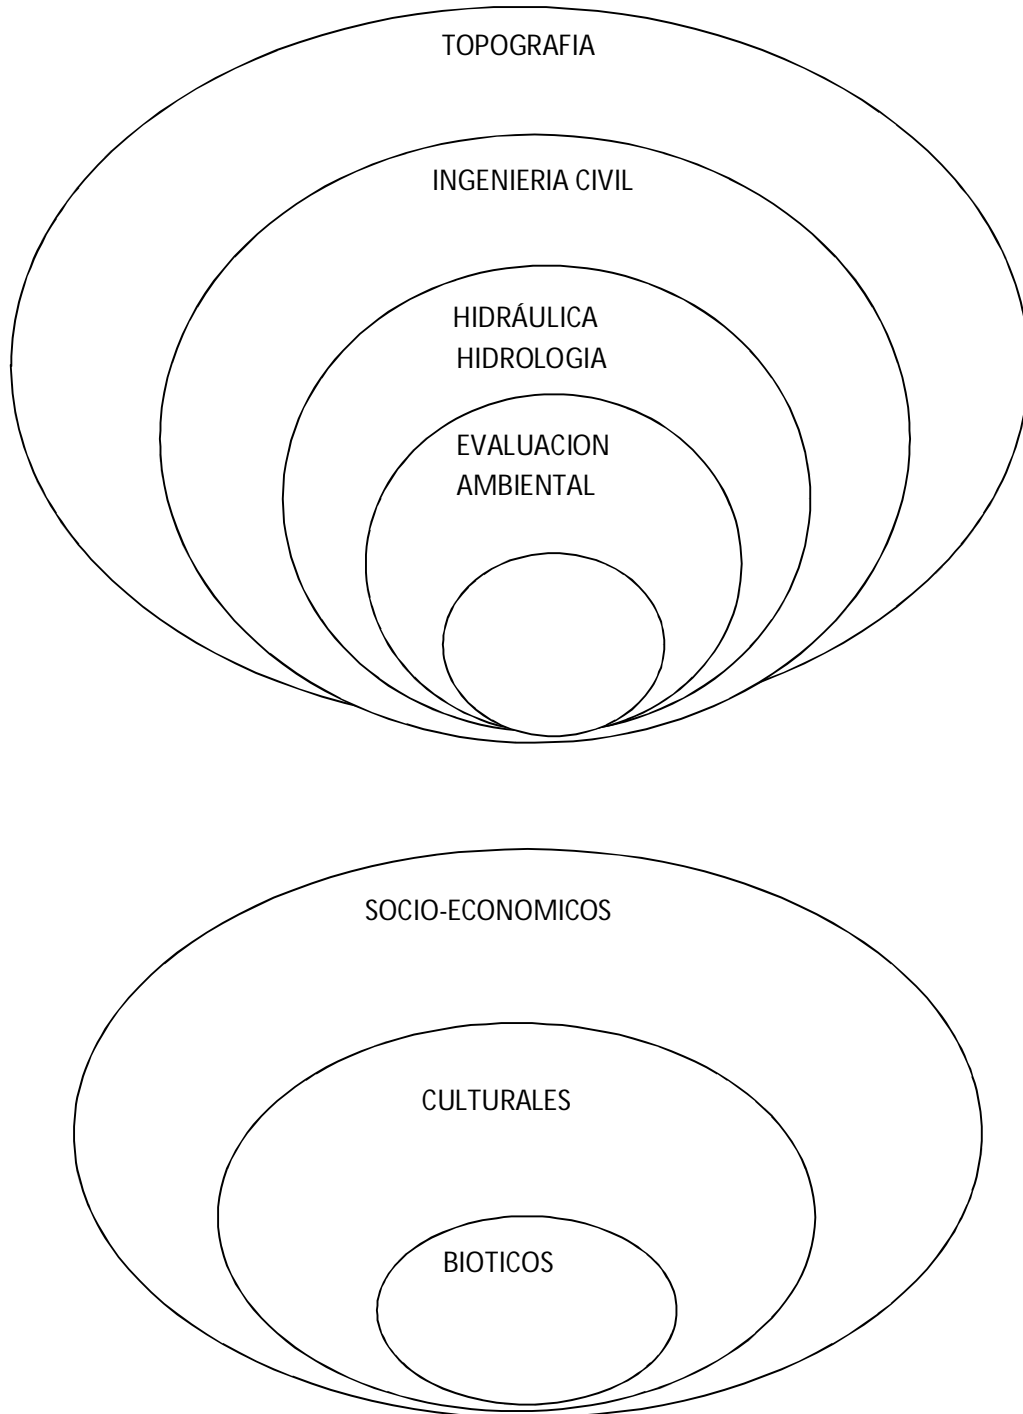 TOPOGRAFIA
INGENIERIA CIVIL
HIDRÁULICA
HIDROLOGIA
EVALUACION
AMBIENTAL
SOCIO-ECONOMICOS
CULTURALES
BIOTICOS